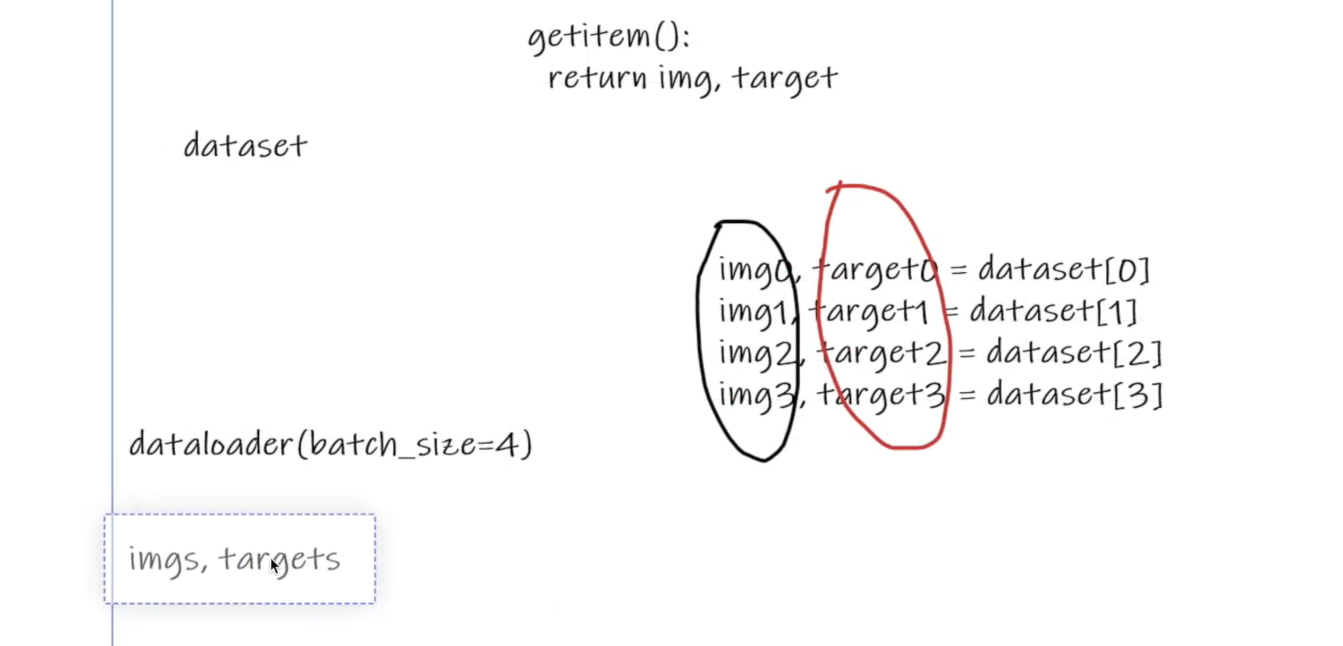 getitem():
return img, target
dataset
img0, target0 = dataset[0]
img1, target1 = dataset[1]
img2, target2 = dataset[2]
img3, target3 = dataset[3]
dataloader(batch_size=4)
imgs, targets